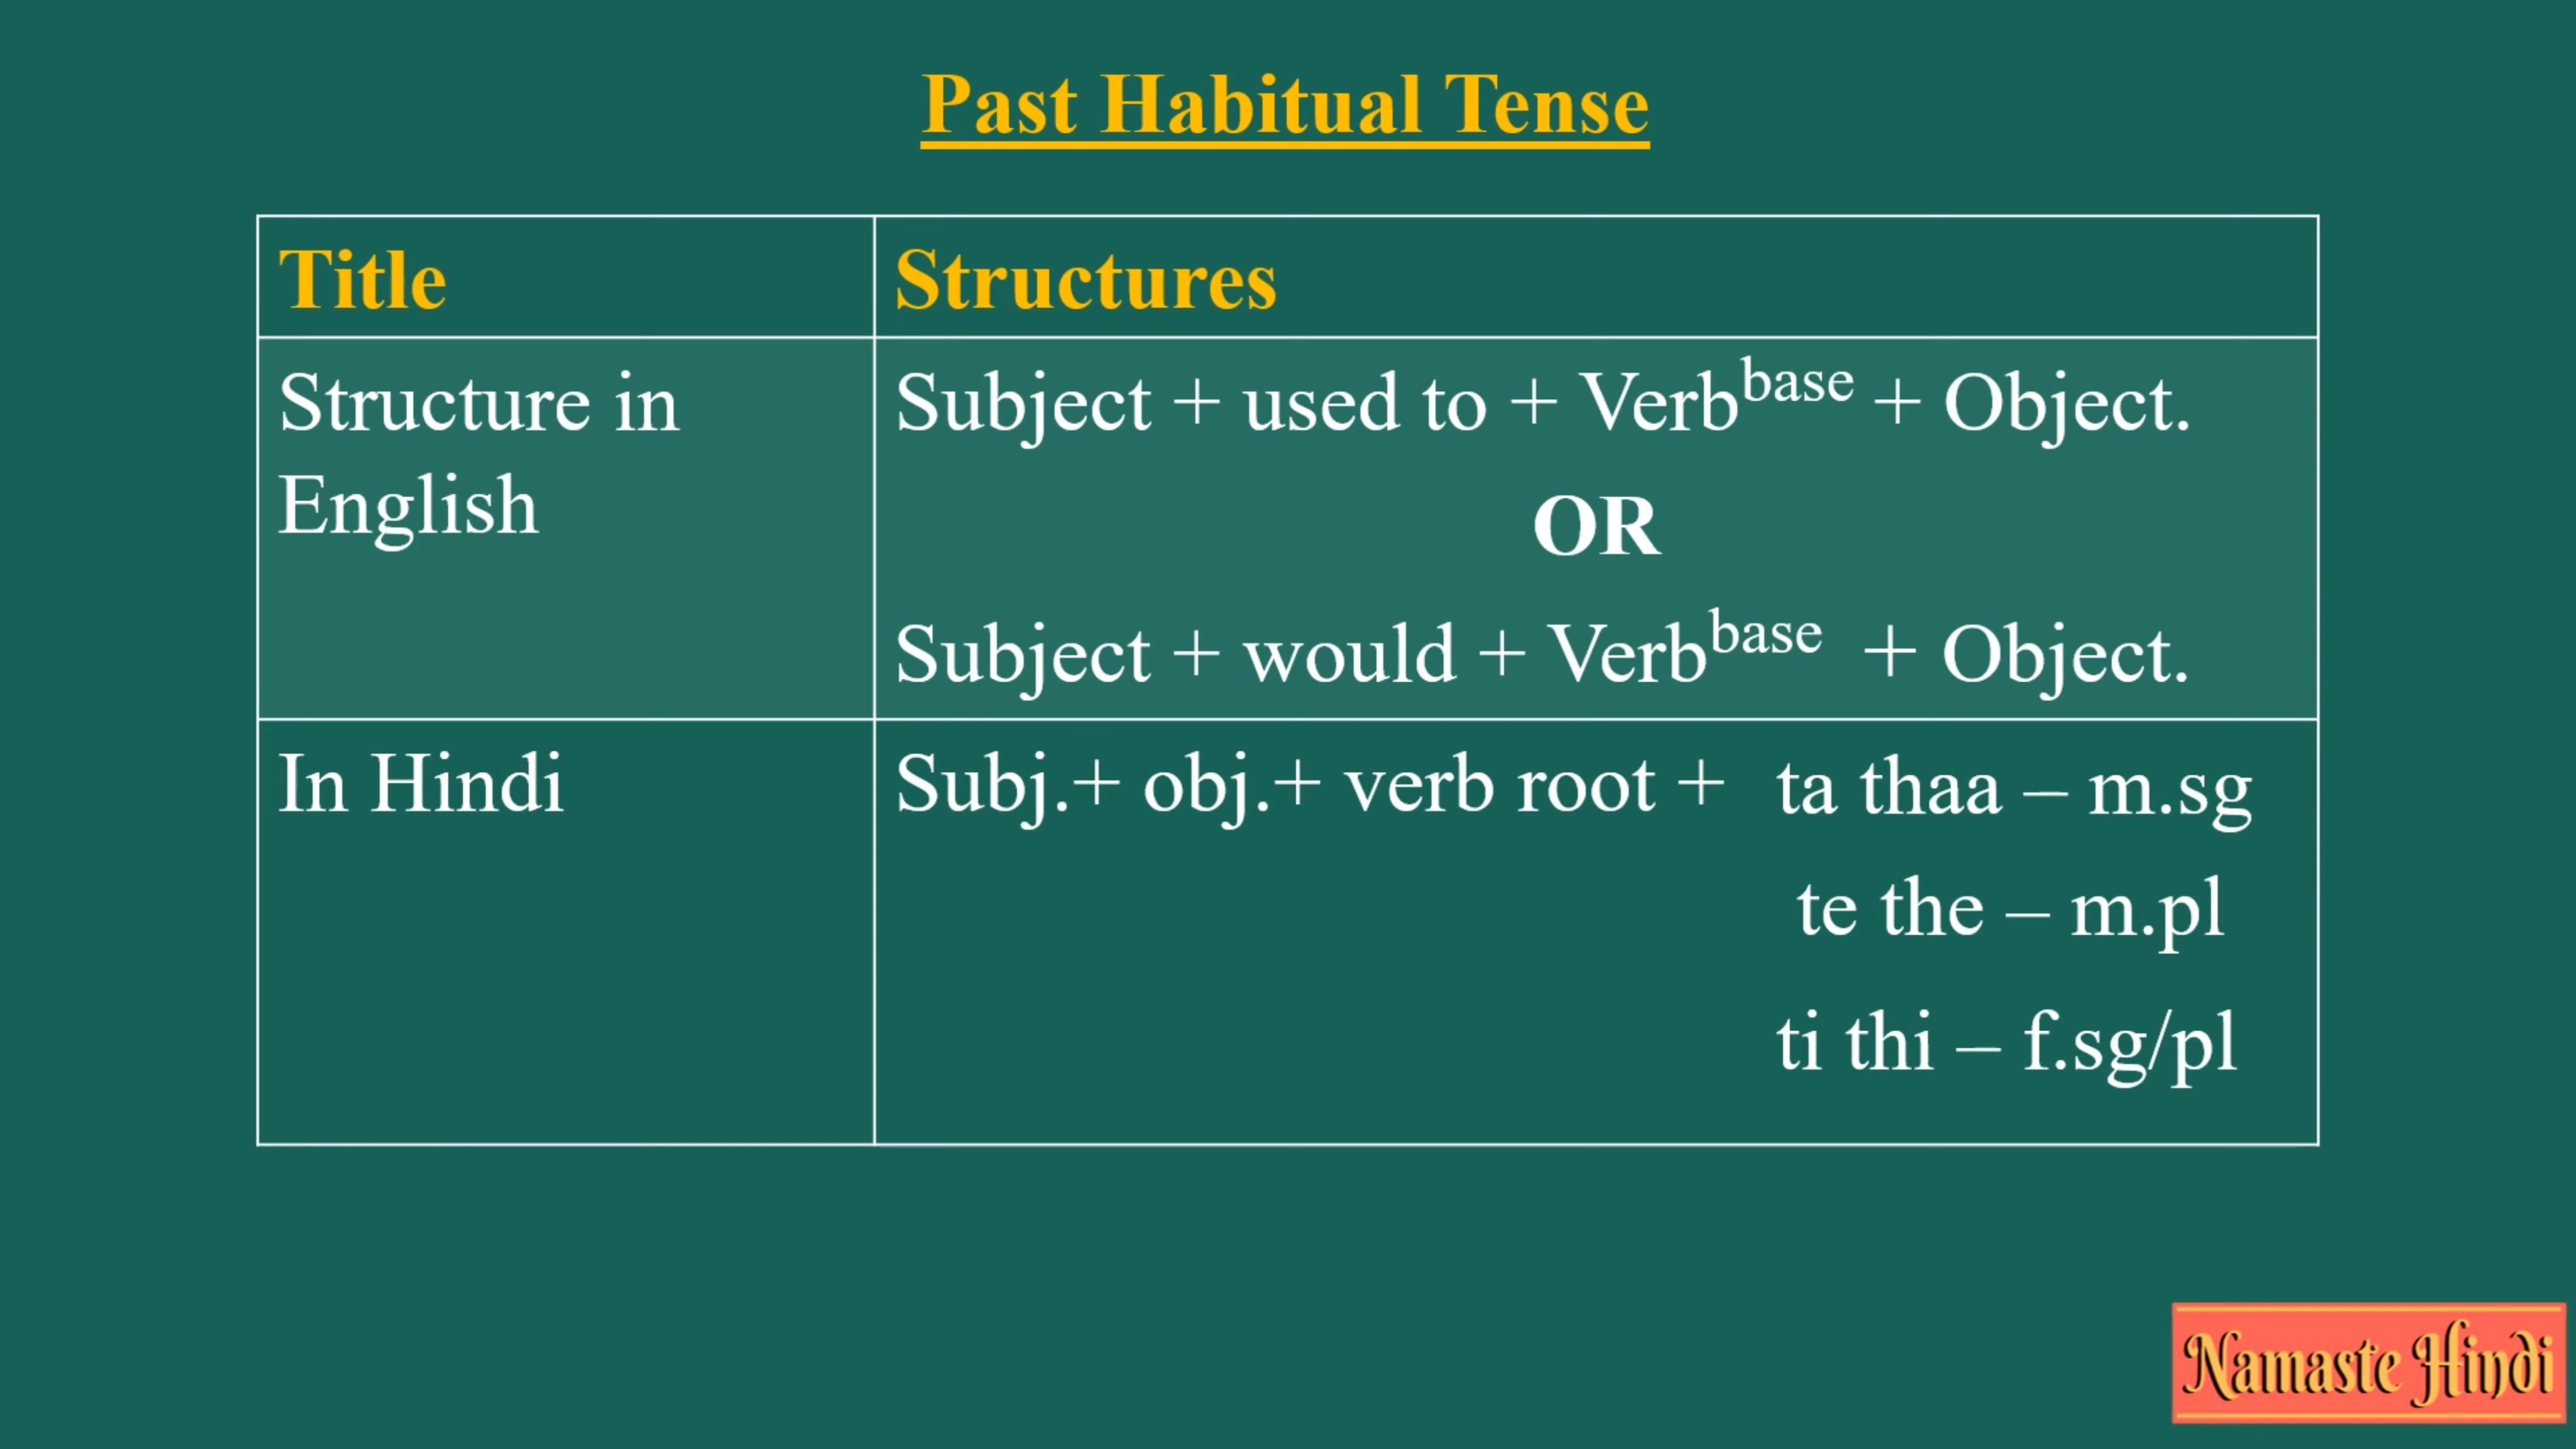 Past Habitual Tense
Title
Structures
Structure in
English
Subject + used to + Verbbase + Object.
OR
Subject + would + Verbbase + Object.
In Hindi
Subj.+ obj.+ verb root + ta thaa – m.sg
te the – m.pl
ti thi – f.sg/pl
Namaste Hindi